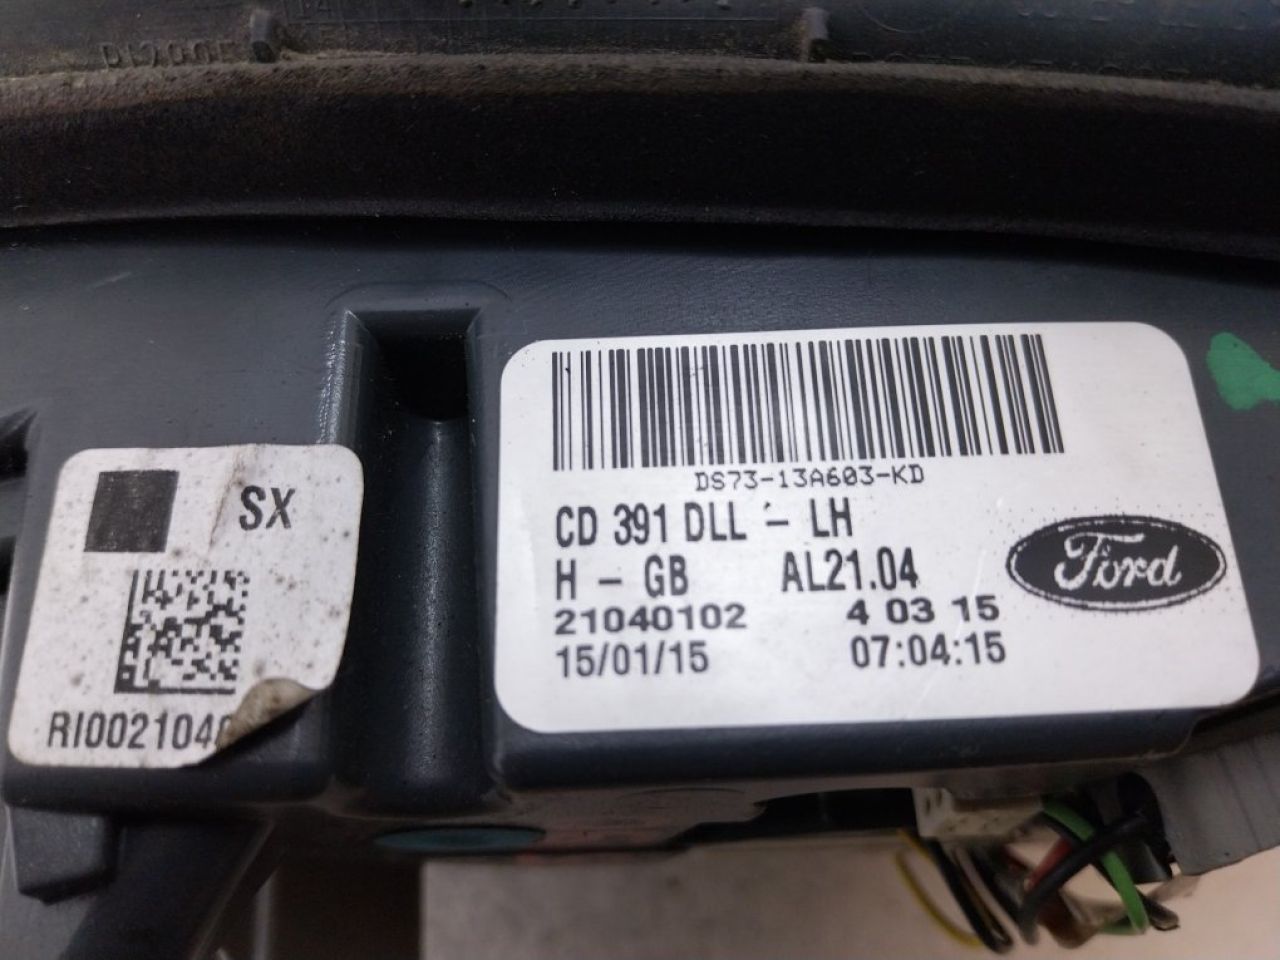 SX
RI0021040
DS73-13A603-KD
CD 391 DLL - LH
H - GB AL21.04
21040102 4 03 15
15/01/15 07:04:15
Ford